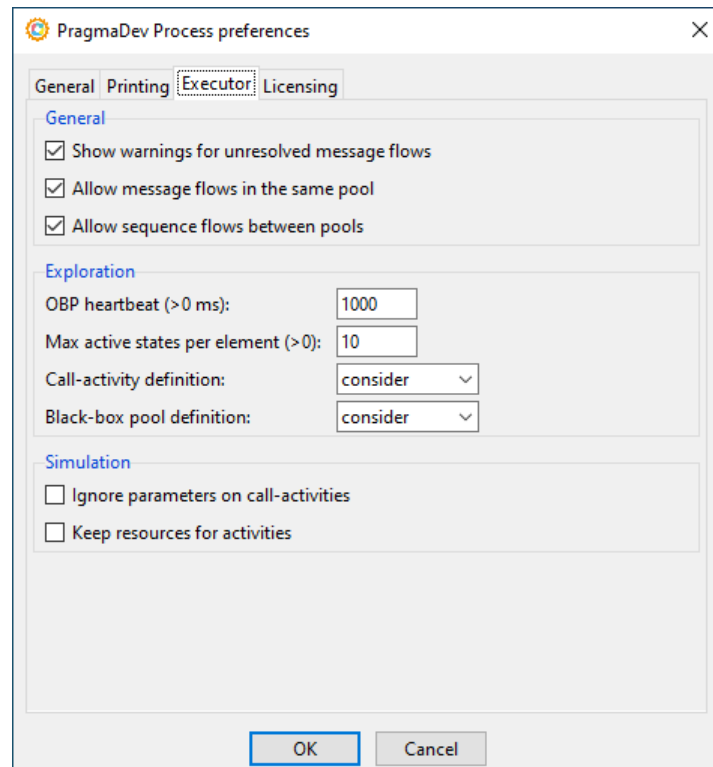 PragmaDev Process preferences
General Printing Executor Licensing
General
Show warnings for unresolved message flows
Allow message flows in the same pool
Allow sequence flows between pools
Exploration
OBP heartbeat (>0 ms): 1000
Max active states per element (>0): 10
Call-activity definition: consider
Black-box pool definition: consider
Simulation
Ignore parameters on call-activities
Keep resources for activities
OK Cancel